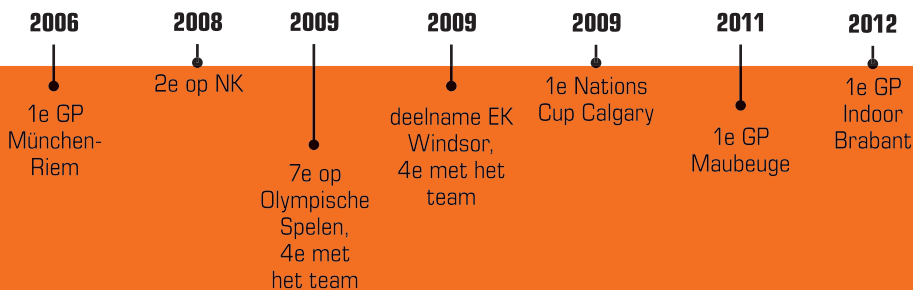 2006
1e GP
München-
Riem
2008
2e op NK
2009
7e op
Olympische
Spelen,
4e met
het team
2009
deelname EK
Windsor,
4e met het
team
2009
1e Nations
Cup Calgary
2011
1e GP
Maubeuge
2012
1e GP
Indoor
Brabant